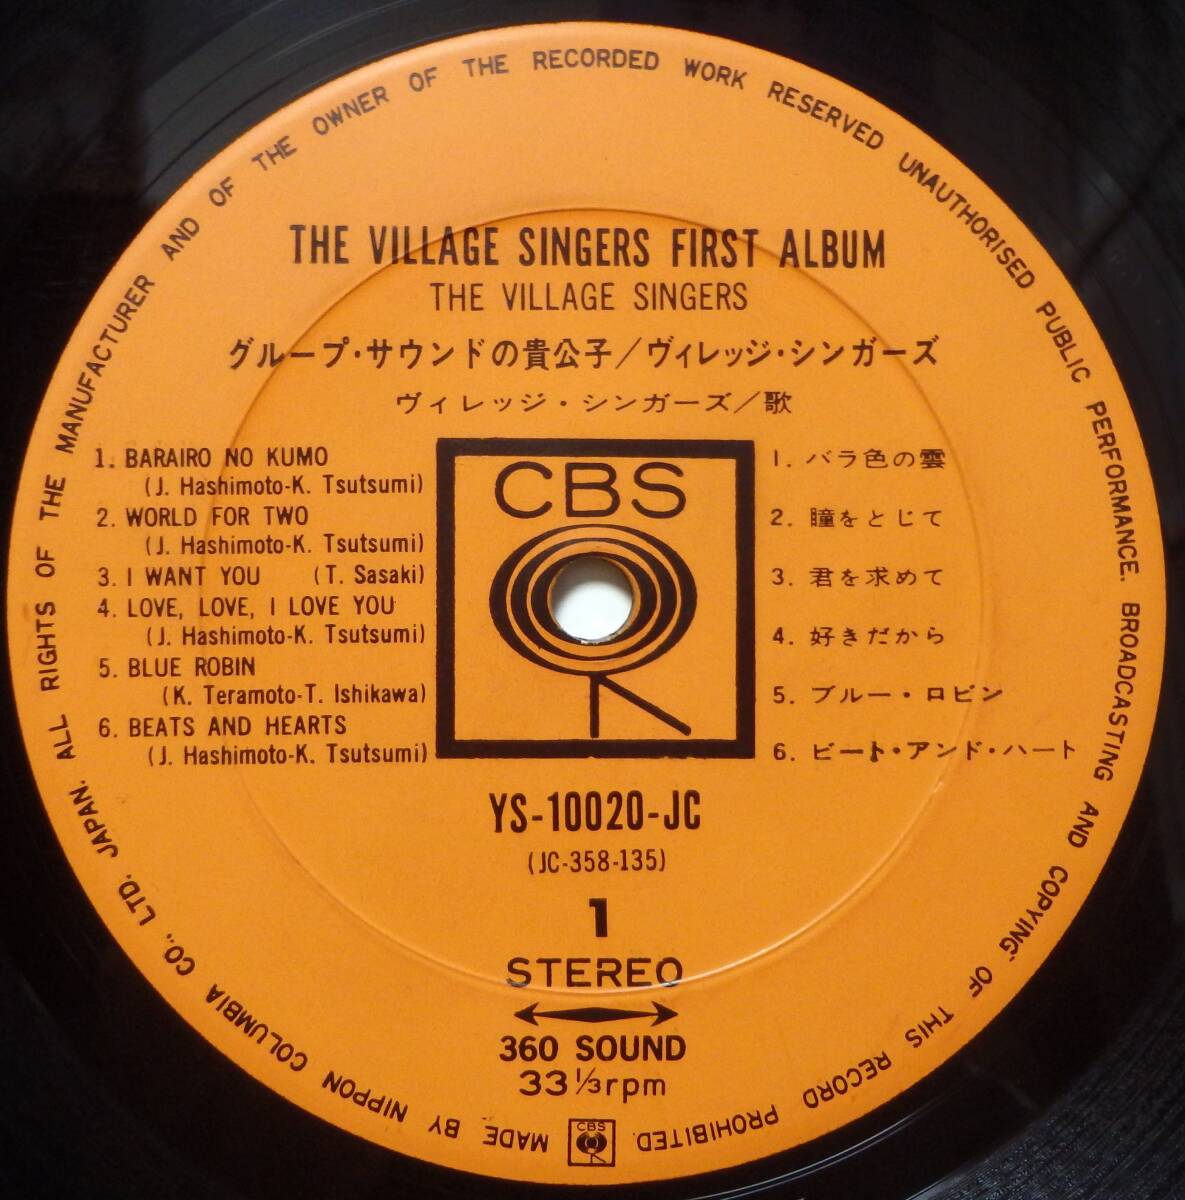 THE VILLAGE SINGERS FIRST ALBUM
THE VILLAGE SINGERS
グループ・サウンドの貴公子/ヴィレッジ・シンガーズ
ヴィレッジ・シンガーズ/歌
1. BARAIRO NO KUMO
(J. Hashimoto-K. Tsutsumi)
2. WORLD FOR TWO
(J. Hashimoto-K. Tsutsumi)
3. I WANT YOU (T. Sasaki)
4. LOVE, LOVE, I LOVE YOU
(J. Hashimoto-K. Tsutsumi)
5. BLUE ROBIN
(K. Teramoto-T. Ishikawa)
6. BEATS AND HEARTS
(J. Hashimoto-K. Tsutsumi)
CBS
1. バラ色の雲
2. 瞳をとじて
3. 君を求めて
4. 好きだから
5. ブルー・ロビン
6. ビート・アンド・ハート
YS-10020-JC
(JC-358-135)
1
STEREO
360 SOUND
33 1/3 rpm
MADE BY NIPPON COLUMBIA CO., LTD. JAPAN. ALL RIGHTS OF THE MANUFACTURER AND OF THE OWNER OF THE RECORDED WORK RESERVED UNAUTHORISED PUBLIC PERFORMANCE. BROADCASTING AND COPYING OF THIS RECORD PROHIBITED.
CBS